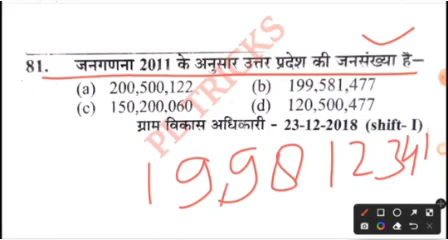 81. जनगणना 2011 के अनुसार उत्तर प्रदेश की जनसंख्या है–
(a) 200,500,122 (b) 199,581,477
(c) 150,200,060 (d) 120,500,477
ग्राम विकास अधिकारी - 23-12-2018 (shift- I)
199812341